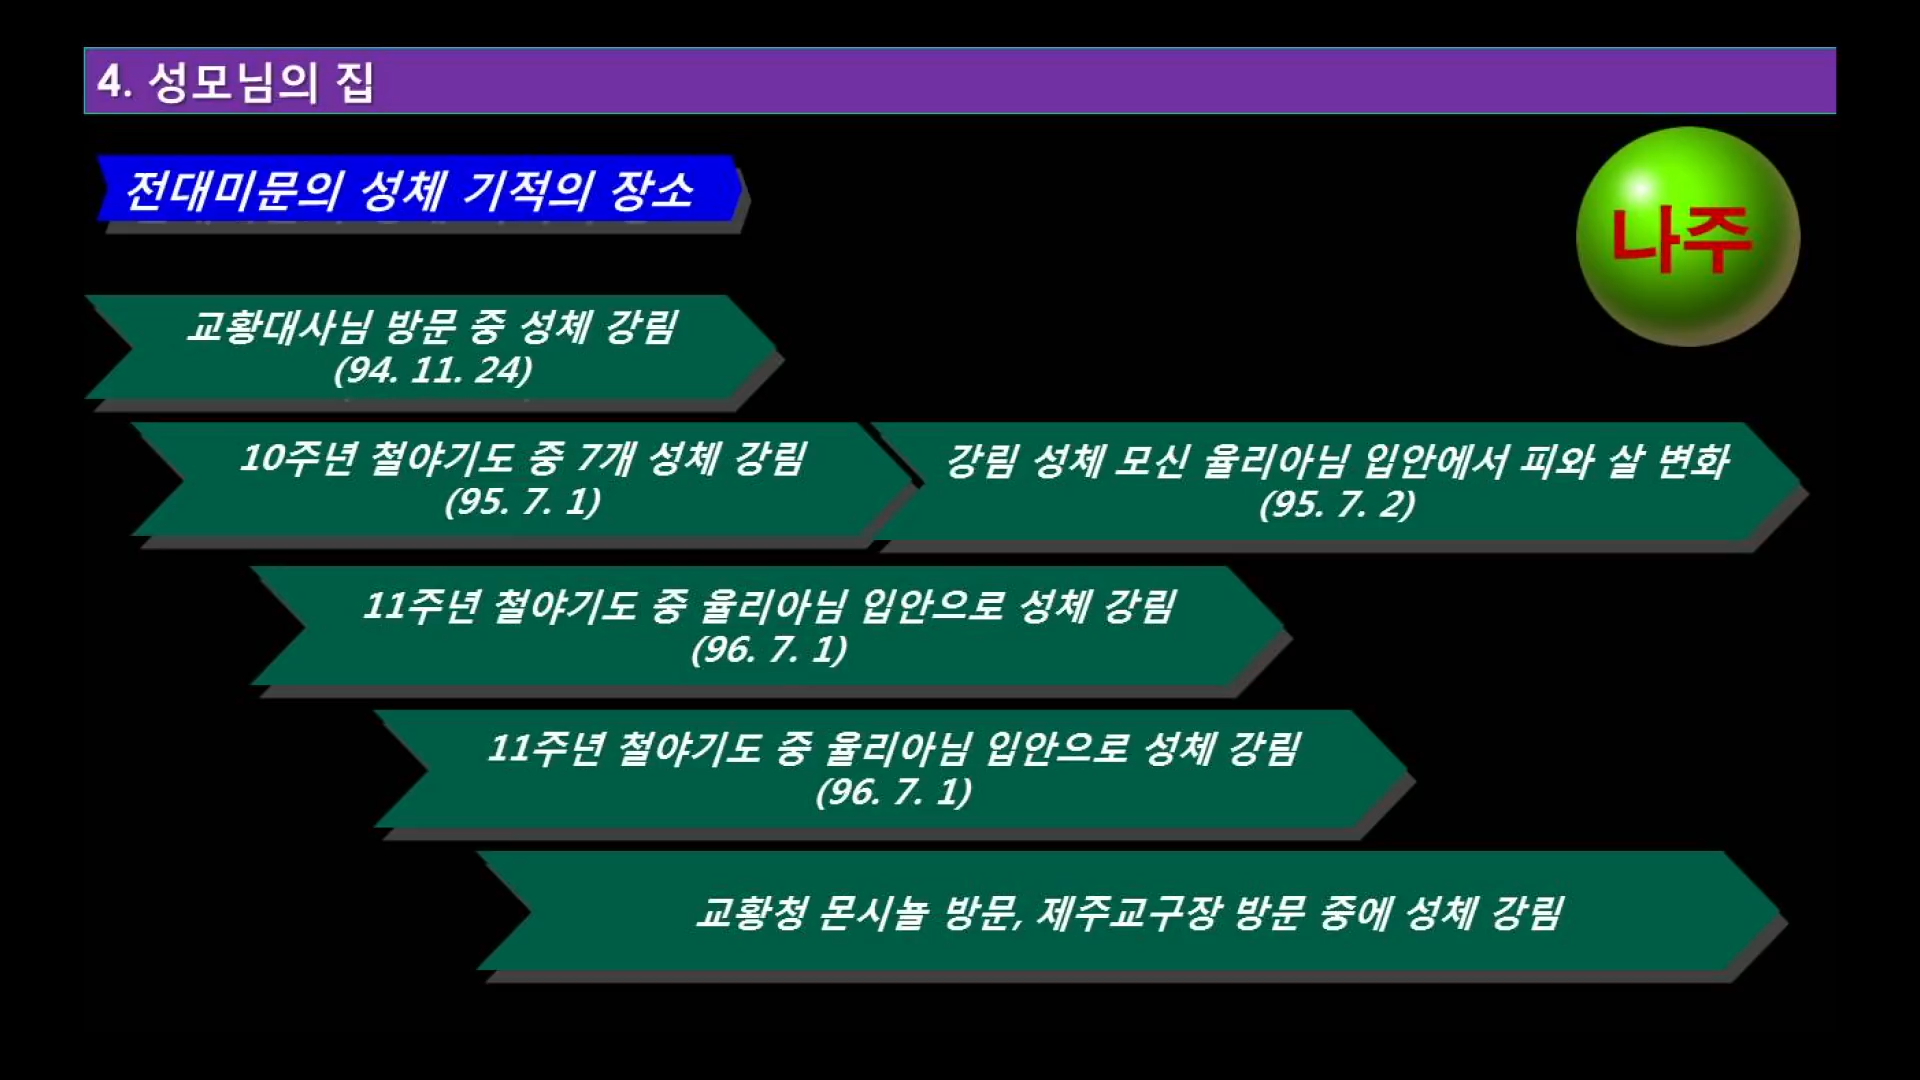 4. 성모님의 집
전대미문의 성체 기적의 장소
나주
교황대사님 방문 중 성체 강림
(94. 11. 24)
10주년 철야기도 중 7개 성체 강림
(95. 7. 1)
강림 성체 모신 율리아님 입안에서 피와 살 변화
(95. 7. 2)
11주년 철야기도 중 율리아님 입안으로 성체 강림
(96. 7. 1)
11주년 철야기도 중 율리아님 입안으로 성체 강림
(96. 7. 1)
교황청 몬시뇰 방문, 제주교구장 방문 중에 성체 강림